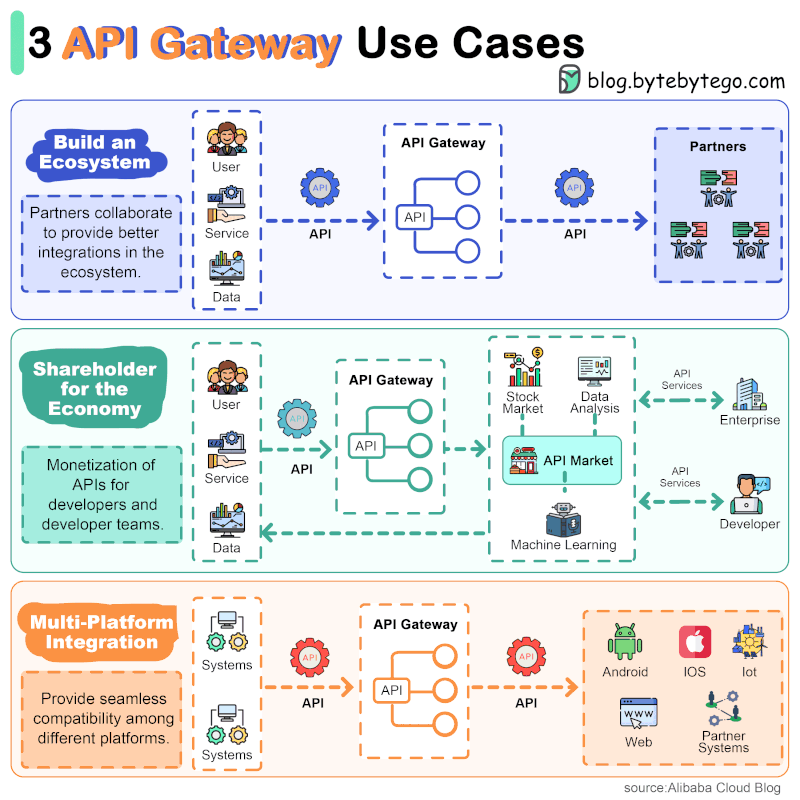 3 API Gateway Use Cases
blog.bytebytego.com
Build an
Ecosystem
Partners collaborate
to provide better
integrations in the
ecosystem.
User
Service
Data
API
API
API Gateway
API
API
API
Partners
Shareholder
for the
Economy
Monetization of
APIs for
developers and
developer teams.
User
Service
Data
API
API
API Gateway
API
Stock
Market
Data
Analysis
API Market
Machine Learning
API
Services
Enterprise
API
Services
Developer
Multi-Platform
Integration
Provide seamless
compatibility among
different platforms.
Systems
Systems
API
API
API Gateway
API
API
API
Android
IOS
Iot
WWW
Web
Partner
Systems
source:Alibaba Cloud Blog